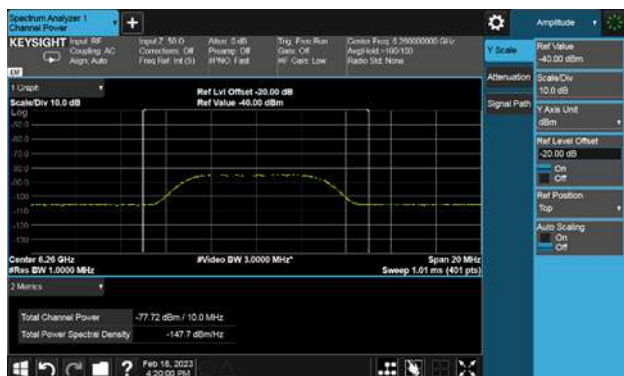 Spectrum Analyzer 1
Channel Power
Amplitude
KEYSIGHT
Input: RF
Coupling: AC
Align: Auto
Input Z: 50 Ω
Corrections: Off
Freq Ref: Int (S)
Atten: 0 dB
Preamp: Off
#PNO: Fast
Trig: Free Run
Gate: Off
#IF Gain: Low
Center Freq: 6.260000000 GHz
Avg|Hold:>100/100
Radio Std: None
Y Scale
Attenuation
Signal Path
Ref Value
-40.00 dBm
Scale/Div
10.0 dB
Y Axis Unit
dBm
Ref Level Offset
-20.00 dB
On
Off
Ref Position
Top
Auto Scaling
On
Off
1 Graph
Scale/Div 10.0 dB
Ref Lvl Offset -20.00 dB
Ref Value -40.00 dBm
Log
-50.0
-60.0
-70.0
-80.0
-90.0
-100
-110
-120
-130
Center 6.26 GHz
#Res BW 1.0000 MHz
#Video BW 3.0000 MHz*
Span 20 MHz
Sweep 1.01 ms (401 pts)
2 Metrics
Total Channel Power -77.72 dBm / 10.0 MHz
Total Power Spectral Density -147.7 dBm/Hz
Feb 16, 2023
4:20:00 PM